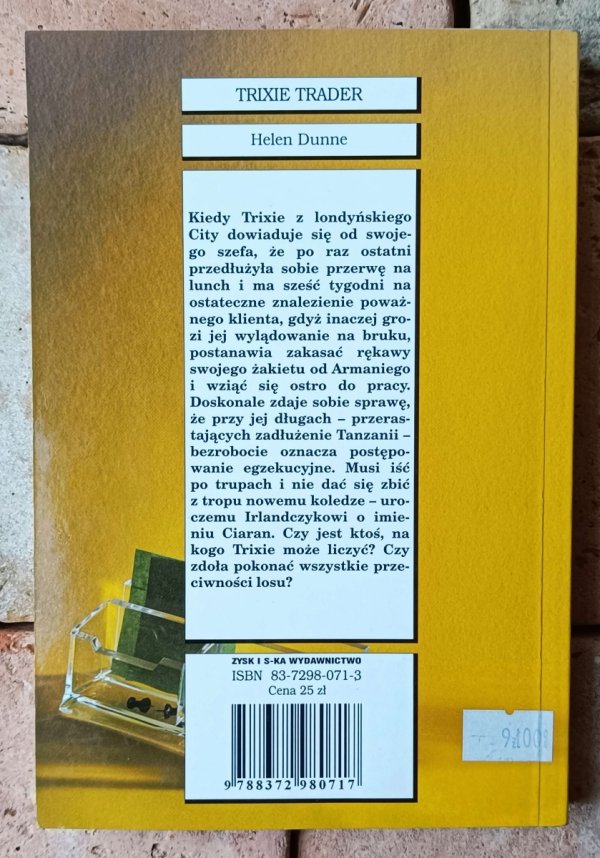 TRIXIE TRADER
Helen Dunne
Kiedy Trixie z londyńskiego
City dowiaduje się od swoje-
go szefa, że po raz ostatni
przedłużyła sobie przerwę na
lunch i ma sześć tygodni na
ostateczne znalezienie poważ-
nego klienta, gdyż inaczej gro-
zi jej wylądowanie na bruku,
postanawia zakasać rękawy
swojego żakietu od Armaniego
i wziąć się ostro do pracy.
Doskonale zdaje sobie sprawę,
że przy jej długach – przeras-
tających zadłużenie Tanzanii –
bezrobocie oznacza postępo-
wanie egzekucyjne. Musi iść
po trupach i nie dać się zbić
z tropu nowemu koledze – uro-
czemu Irlandczykowi o imie-
niu Ciaran. Czy jest ktoś, na
kogo Trixie może liczyć? Czy
zdoła pokonać wszystkie prze-
ciwności losu?
ZYSK I S-KA WYDAWNICTWO
ISBN 83-7298-071-3
Cena 25 zł
9 788372 980717